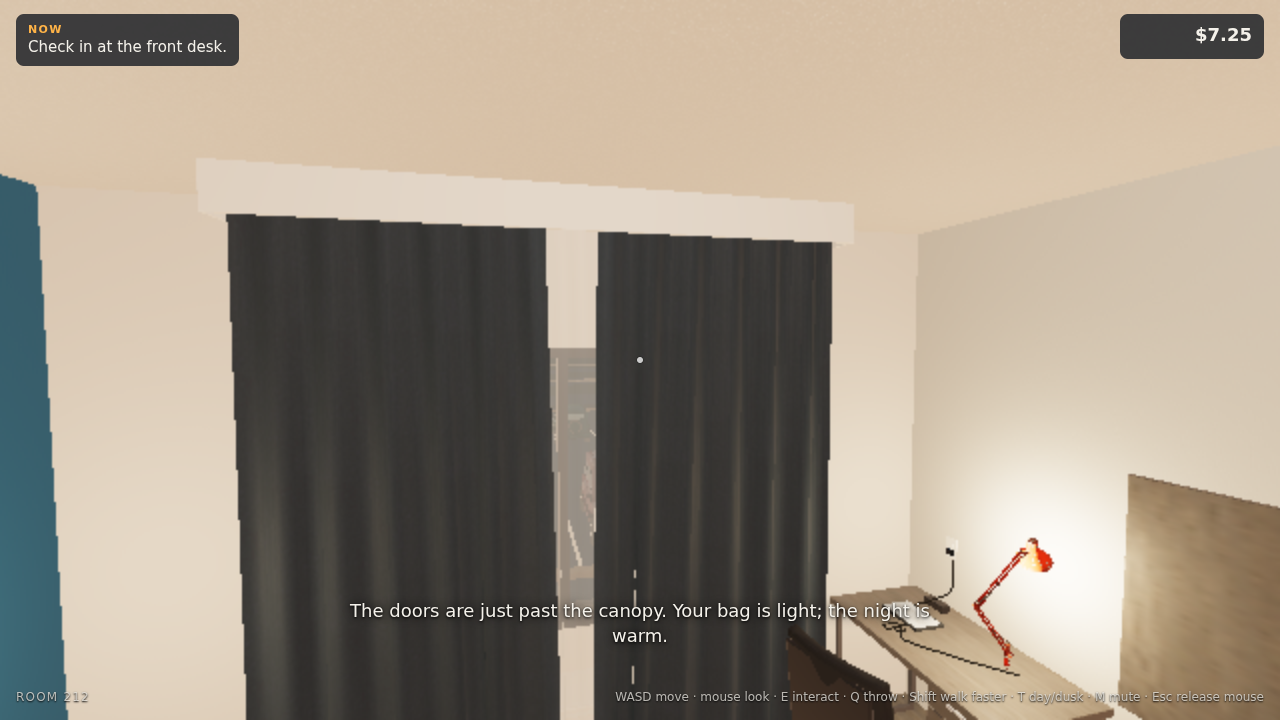 NOW
Check in at the front desk.
$7.25
The doors are just past the canopy. Your bag is light; the night is
warm.
ROOM 212
WASD move · mouse look · E interact · Q throw · Shift walk faster · T day/dusk · M mute · Esc release mouse